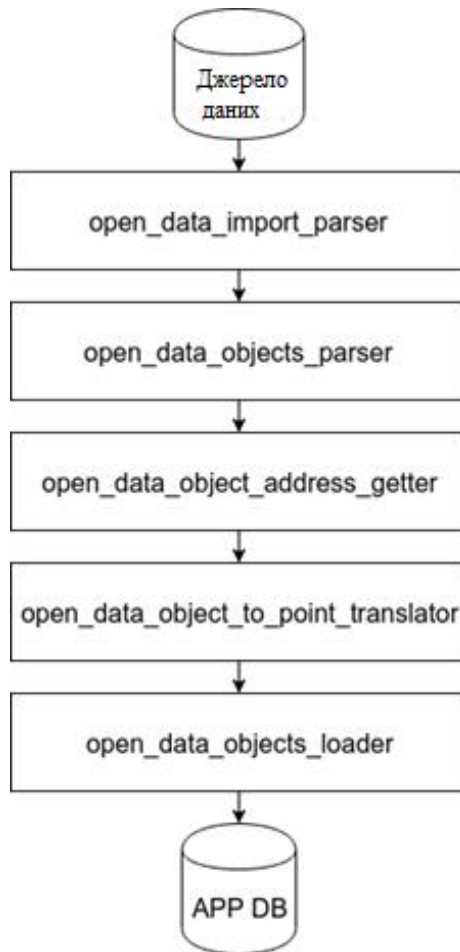 Джерело
даних
open_data_import_parser
open_data_objects_parser
open_data_object_address_getter
open_data_object_to_point_translator
open_data_objects_loader
APP DB